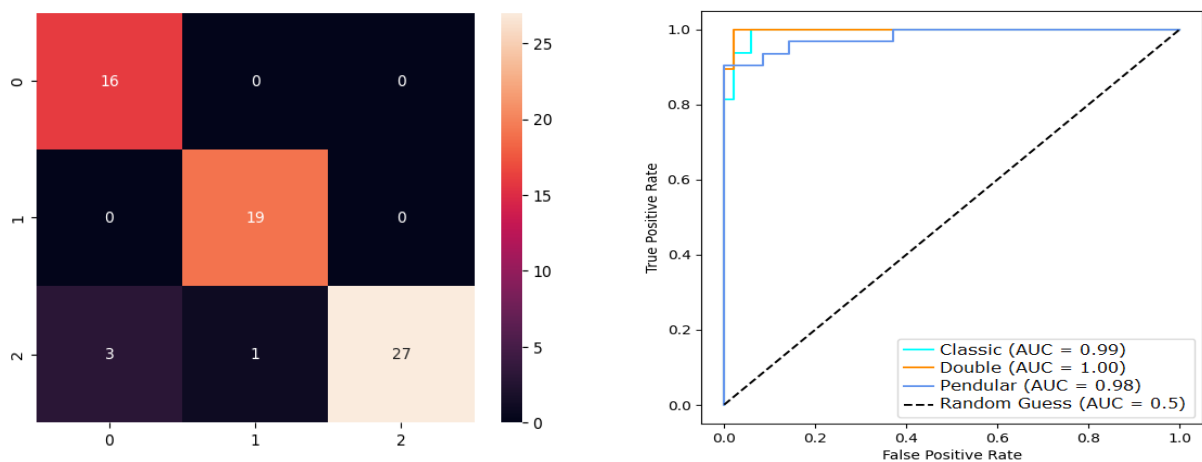 0
1
2
16 0 0
0 19 0
3 1 27
0 1 2
25
20
15
10
5
0
True Positive Rate
1.0
0.8
0.6
0.4
0.2
0.0
Classic (AUC = 0.99)
Double (AUC = 1.00)
Pendular (AUC = 0.98)
Random Guess (AUC = 0.5)
0.0 0.2 0.4 0.6 0.8 1.0
False Positive Rate